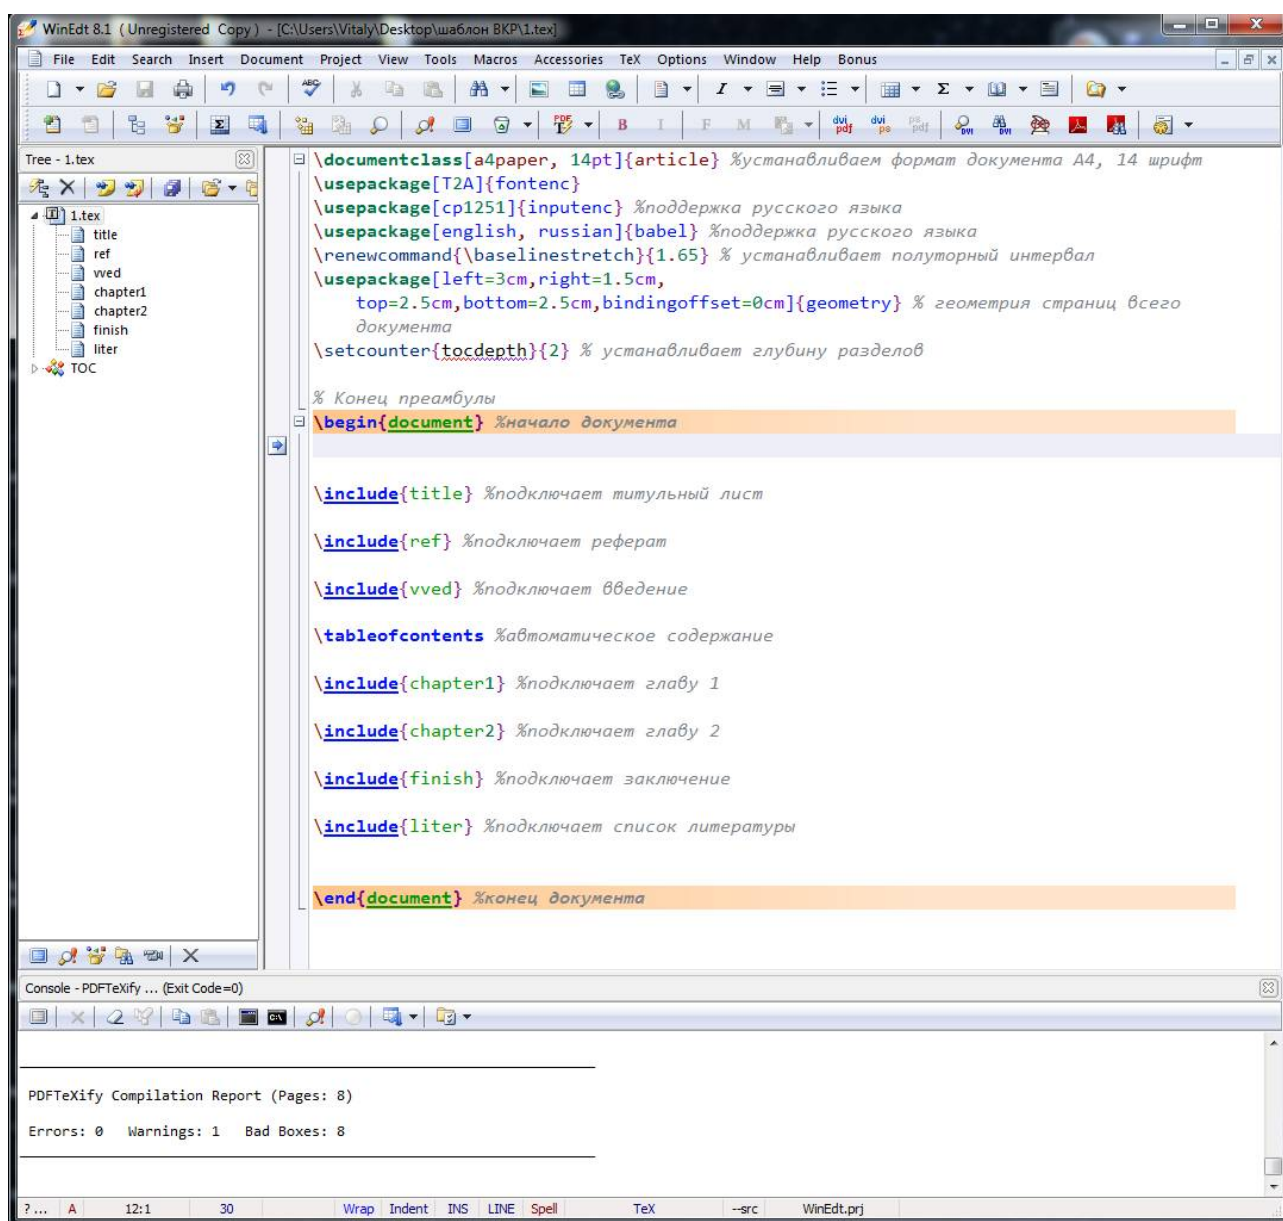 WinEdt 8.1 ( Unregistered Copy ) - [C:\Users\Vitaly\Desktop\шаблон ВКР\1.tex]
File Edit Search Insert Document Project View Tools Macros Accessories TeX Options Window Help Bonus
Tree - 1.tex
1.tex
title
ref
vved
chapter1
chapter2
finish
liter
TOC
\documentclass[a4paper, 14pt]{article} %устанавливаем формат документа А4, 14 шрифт
\usepackage[T2A]{fontenc}
\usepackage[cp1251]{inputenc} %поддержка русского языка
\usepackage[english, russian]{babel} %поддержка русского языка
\renewcommand{\baselinestretch}{1.65} % устанавливает полуторный интервал
\usepackage[left=3cm,right=1.5cm,
top=2.5cm,bottom=2.5cm,bindingoffset=0cm]{geometry} % геометрия страниц всего
документа
\setcounter{tocdepth}{2} % устанавливает глубину разделов
% Конец преамбулы
\begin{document} %начало документа
\include{title} %подключает титульный лист
\include{ref} %подключает реферат
\include{vved} %подключает введение
\tableofcontents %автоматическое содержание
\include{chapter1} %подключает главу 1
\include{chapter2} %подключает главу 2
\include{finish} %подключает заключение
\include{liter} %подключает список литературы
\end{document} %конец документа
Console - PDFTeXify ... (Exit Code=0)
PDFTeXify Compilation Report (Pages: 8)
Errors: 0 Warnings: 1 Bad Boxes: 8
? ... A 12:1 30 Wrap Indent INS LINE Spell TeX --src WinEdt.prj